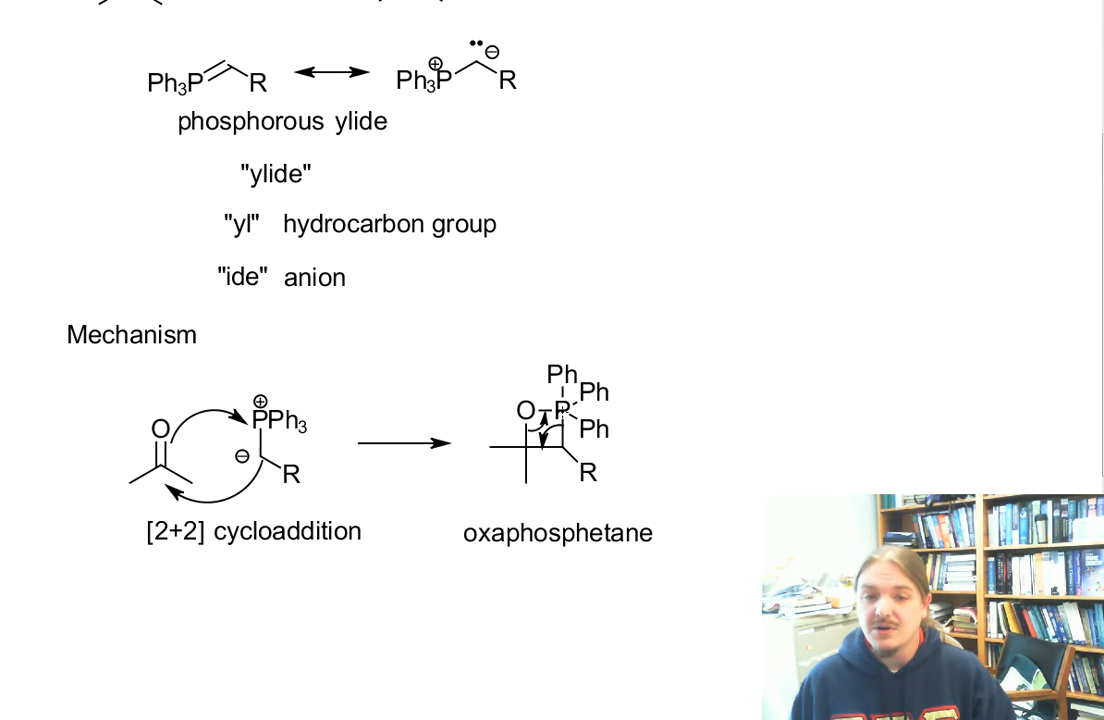 Ph3P R ⊕ Ph3P •• ⊖ R
phosphorous ylide
"ylide"
"yl" hydrocarbon group
"ide" anion
Mechanism
O ⊕ PPh3 ⊖ R
Ph
O P Ph
Ph
R
[2+2] cycloaddition
oxaphosphetane